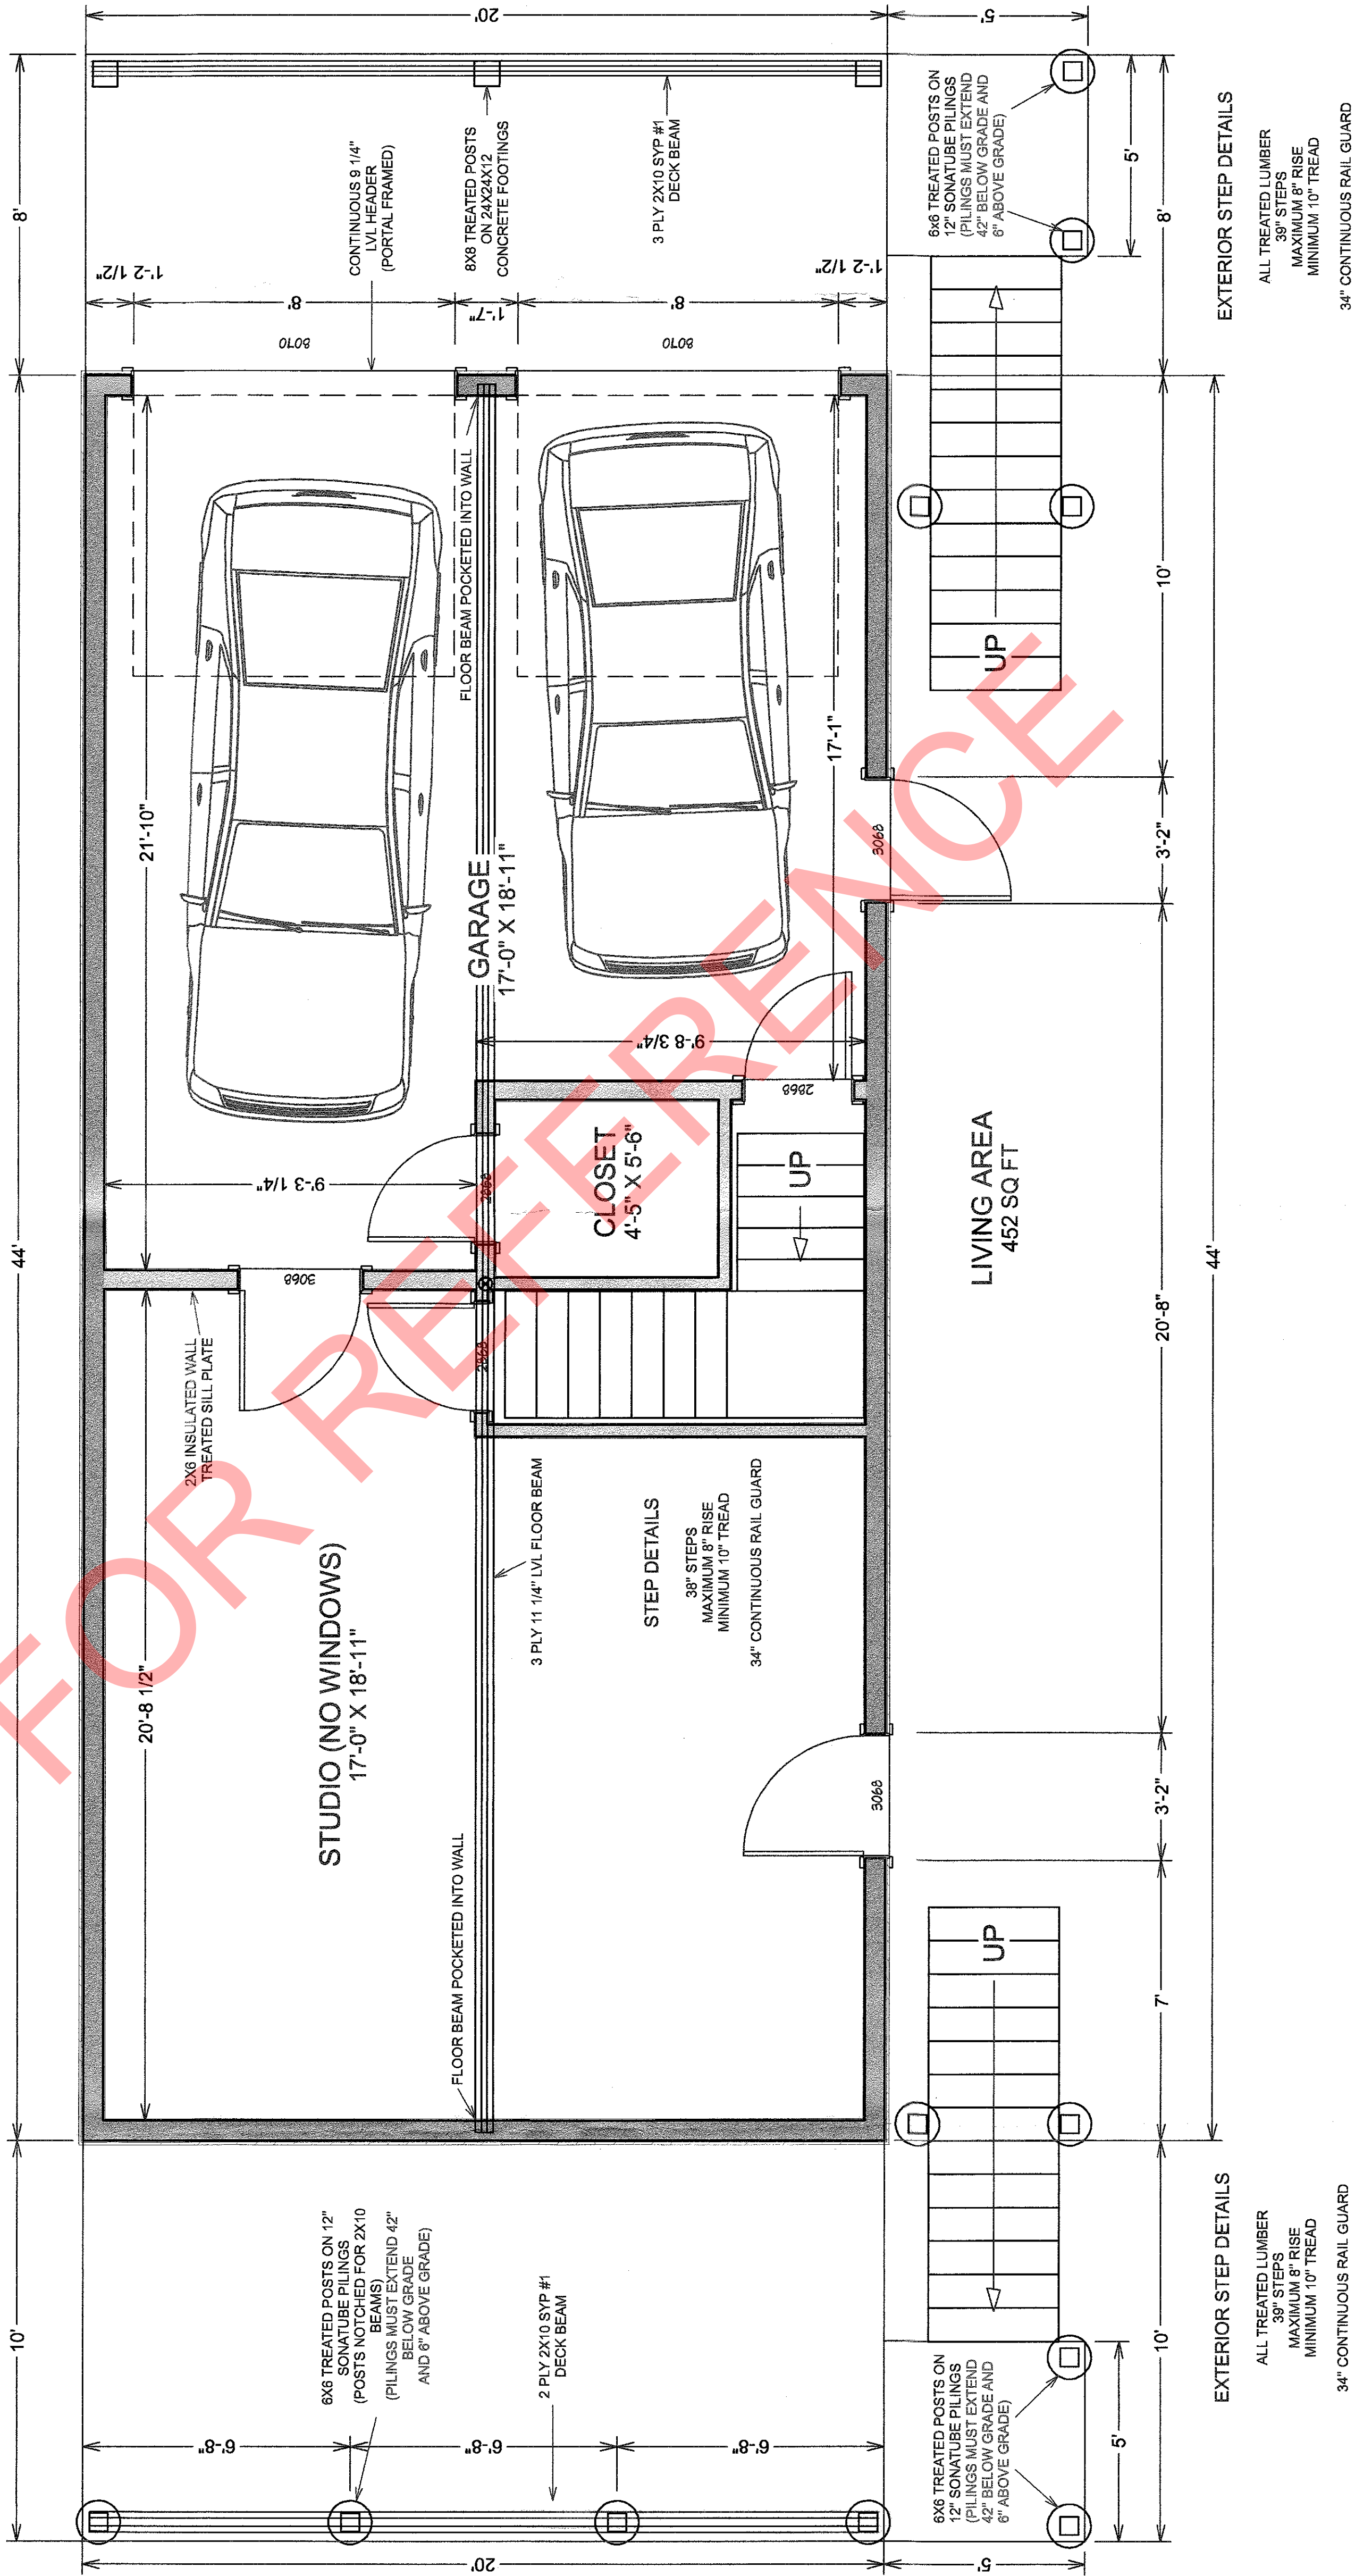 20'
5'
8'
8X8 TREATED POSTS
ON 24X24X12
CONCRETE FOOTINGS
3 PLY 2X10 SYP #1
DECK BEAM
CONTINUOUS 9 1/4"
LVL HEADER
(PORTAL FRAMED)
1'-2 1/2"
8'
1'-7"
8'
1'-2 1/2"
8070
8070
6x6 TREATED POSTS ON
12" SONATUBE PILINGS
(PILINGS MUST EXTEND
42" BELOW GRADE AND
6" ABOVE GRADE)
5'
8'
EXTERIOR STEP DETAILS
ALL TREATED LUMBER
39" STEPS
MAXIMUM 8" RISE
MINIMUM 10" TREAD
34" CONTINUOUS RAIL GUARD
FLOOR BEAM POCKETED INTO WALL
21'-10"
GARAGE
17'-0" X 18'-11"
17'-1"
UP
10'
3'-2"
3068
9'-8 3/4"
9'-3 1/4"
2868
CLOSET
4'-5" X 5'-6"
2868
UP
LIVING AREA
452 SQ FT
44'
44'
20'-8"
3068
2868
2X6 INSULATED WALL
TREATED SILL PLATE
STUDIO (NO WINDOWS)
17'-0" X 18'-11"
20'-8 1/2"
3 PLY 11 1/4" LVL FLOOR BEAM
STEP DETAILS
38" STEPS
MAXIMUM 8" RISE
MINIMUM 10" TREAD
34" CONTINUOUS RAIL GUARD
FLOOR BEAM POCKETED INTO WALL
3068
3'-2"
7'
UP
10'
6X6 TREATED POSTS ON 12"
SONATUBE PILINGS
(POSTS NOTCHED FOR 2X10
BEAMS)
(PILINGS MUST EXTEND 42"
BELOW GRADE
AND 6" ABOVE GRADE)
2 PLY 2X10 SYP #1
DECK BEAM
6'-8"
6'-8"
6'-8"
20'
5'
6X6 TREATED POSTS ON
12" SONATUBE PILINGS
(PILINGS MUST EXTEND
42" BELOW GRADE AND
6" ABOVE GRADE)
5'
10'
EXTERIOR STEP DETAILS
ALL TREATED LUMBER
39" STEPS
MAXIMUM 8" RISE
MINIMUM 10" TREAD
34" CONTINUOUS RAIL GUARD
FOR REFERENCE